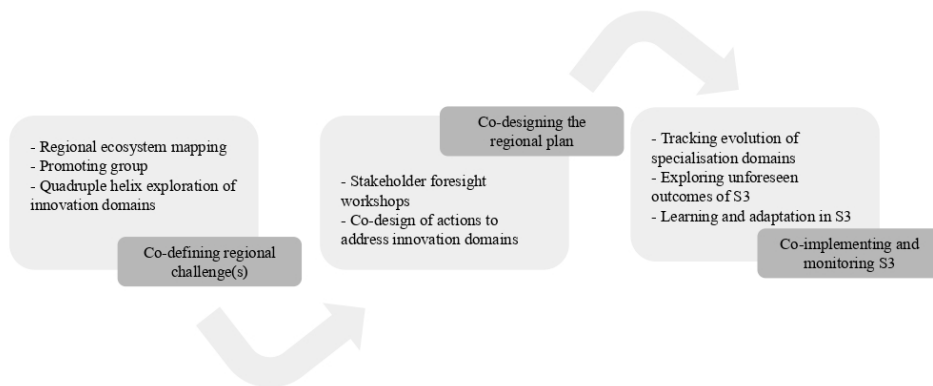 - Regional ecosystem mapping
- Promoting group
- Quadruple helix exploration of
innovation domains
Co-defining regional
challenge(s)
Co-designing the
regional plan
- Stakeholder foresight
workshops
- Co-design of actions to
address innovation domains
- Tracking evolution of
specialisation domains
- Exploring unforeseen
outcomes of S3
- Learning and adaptation in S3
Co-implementing and
monitoring S3